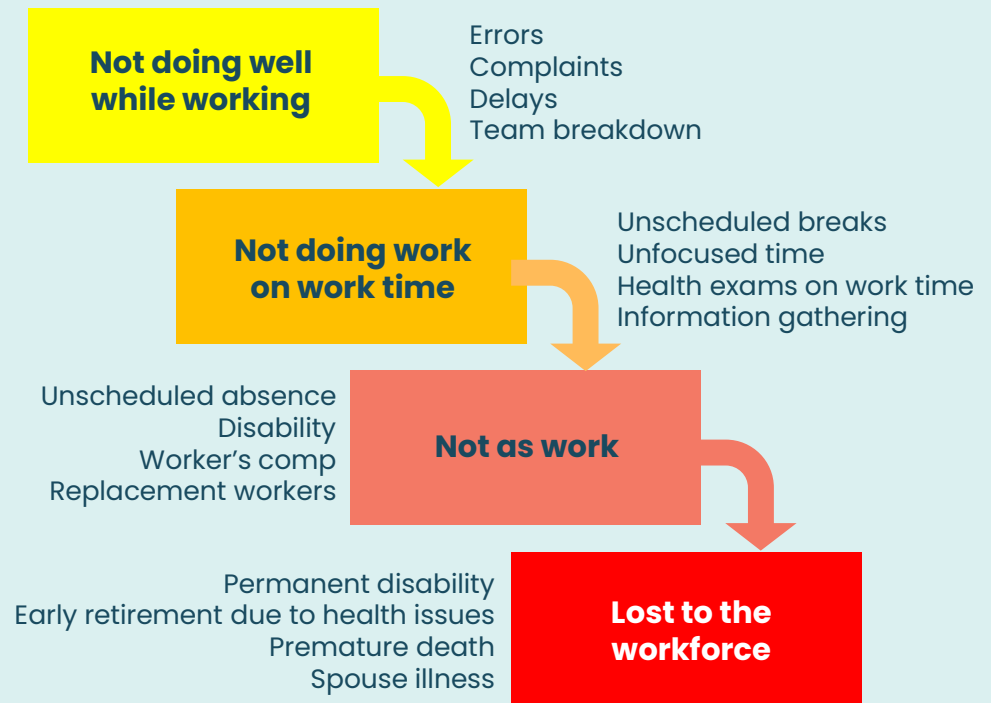 Not doing well
while working
Errors
Complaints
Delays
Team breakdown
Not doing work
on work time
Unscheduled breaks
Unfocused time
Health exams on work time
Information gathering
Unscheduled absence
Disability
Worker’s comp
Replacement workers
Not as work
Permanent disability
Early retirement due to health issues
Premature death
Spouse illness
Lost to the
workforce